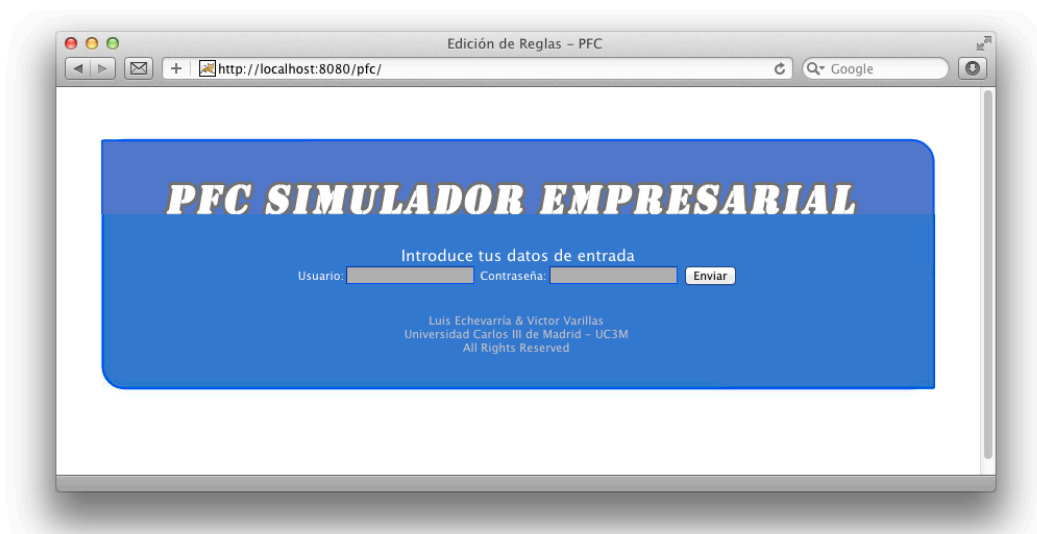 Edición de Reglas – PFC
http://localhost:8080/pfc/
Google
PFC SIMULADOR EMPRESARIAL
Introduce tus datos de entrada
Usuario: Contraseña: Enviar
Luis Echevarría & Victor Varillas
Universidad Carlos III de Madrid – UC3M
All Rights Reserved